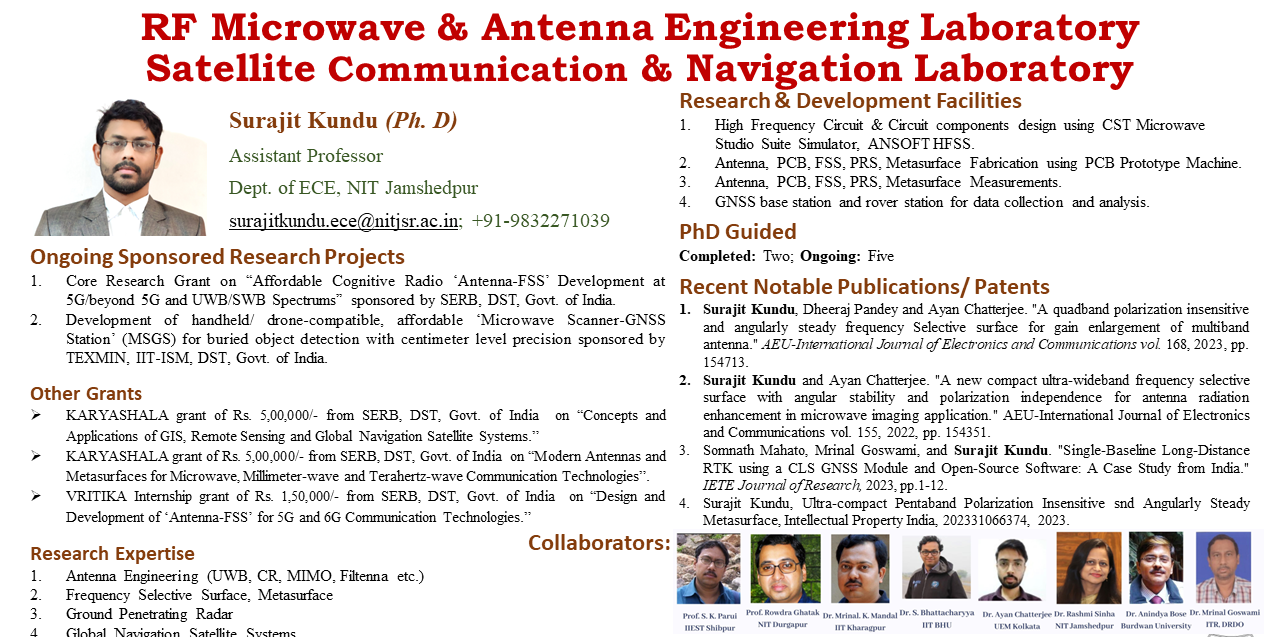 RF Microwave & Antenna Engineering Laboratory
Satellite Communication & Navigation Laboratory
Surajit Kundu (Ph. D)
Assistant Professor
Dept. of ECE, NIT Jamshedpur
surajitkundu.ece@nitjsr.ac.in; +91-9832271039
Ongoing Sponsored Research Projects
1. Core Research Grant on “Affordable Cognitive Radio ‘Antenna-FSS’ Development at
5G/beyond 5G and UWB/SWB Spectrums” sponsored by SERB, DST, Govt. of India.
2. Development of handheld/ drone-compatible, affordable ‘Microwave Scanner-GNSS
Station’ (MSGS) for buried object detection with centimeter level precision sponsored by
TEXMIN, IIT-ISM, DST, Govt. of India.
Other Grants
➢ KARYASHALA grant of Rs. 5,00,000/- from SERB, DST, Govt. of India on “Concepts and
Applications of GIS, Remote Sensing and Global Navigation Satellite Systems.”
➢ KARYASHALA grant of Rs. 5,00,000/- from SERB, DST, Govt. of India on “Modern Antennas and
Metasurfaces for Microwave, Millimeter-wave and Terahertz-wave Communication Technologies”.
➢ VRITIKA Internship grant of Rs. 1,50,000/- from SERB, DST, Govt. of India on “Design and
Development of ‘Antenna-FSS’ for 5G and 6G Communication Technologies.”
Research Expertise
1. Antenna Engineering (UWB, CR, MIMO, Filtenna etc.)
2. Frequency Selective Surface, Metasurface
3. Ground Penetrating Radar
4. Global Navigation Satellite Systems
Research & Development Facilities
1. High Frequency Circuit & Circuit components design using CST Microwave
Studio Suite Simulator, ANSOFT HFSS.
2. Antenna, PCB, FSS, PRS, Metasurface Fabrication using PCB Prototype Machine.
3. Antenna, PCB, FSS, PRS, Metasurface Measurements.
4. GNSS base station and rover station for data collection and analysis.
PhD Guided
Completed: Two; Ongoing: Five
Recent Notable Publications/ Patents
1. Surajit Kundu, Dheeraj Pandey and Ayan Chatterjee. "A quadband polarization insensitive
and angularly steady frequency Selective surface for gain enlargement of multiband
antenna." AEU-International Journal of Electronics and Communications vol. 168, 2023, pp.
154713.
2. Surajit Kundu and Ayan Chatterjee. "A new compact ultra-wideband frequency selective
surface with angular stability and polarization independence for antenna radiation
enhancement in microwave imaging application." AEU-International Journal of Electronics
and Communications vol. 155, 2022, pp. 154351.
3. Somnath Mahato, Mrinal Goswami, and Surajit Kundu. "Single-Baseline Long-Distance
RTK using a CLS GNSS Module and Open-Source Software: A Case Study from India."
IETE Journal of Research, 2023, pp.1-12.
4. Surajit Kundu, Ultra-compact Pentaband Polarization Insensitive snd Angularly Steady
Metasurface, Intellectual Property India, 202331066374, 2023.
Collaborators:
Prof. S. K. Parui
IIEST Shibpur
Prof. Rowdra Ghatak
NIT Durgapur
Dr. Mrinal. K. Mandal
IIT Kharagpur
Dr. S. Bhattacharyya
IIT BHU
Dr. Ayan Chatterjee
UEM Kolkata
Dr. Rashmi Sinha
NIT Jamshedpur
Dr. Anindya Bose
Burdwan University
Dr. Mrinal Goswami
ITR, DRDO